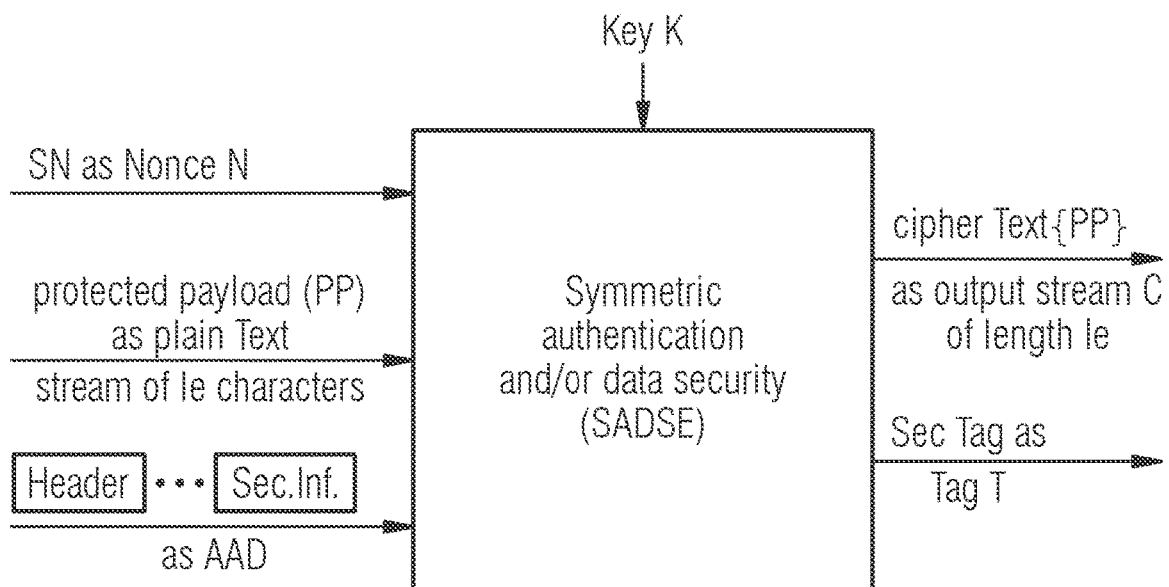 Key K
SN as Nonce N
protected payload (PP)
as plain Text
stream of le characters
Header ••• Sec.Inf.
as AAD
Symmetric
authentication
and/or data security
(SADSE)
cipher Text{PP}
as output stream C
of length le
Sec Tag as
Tag T